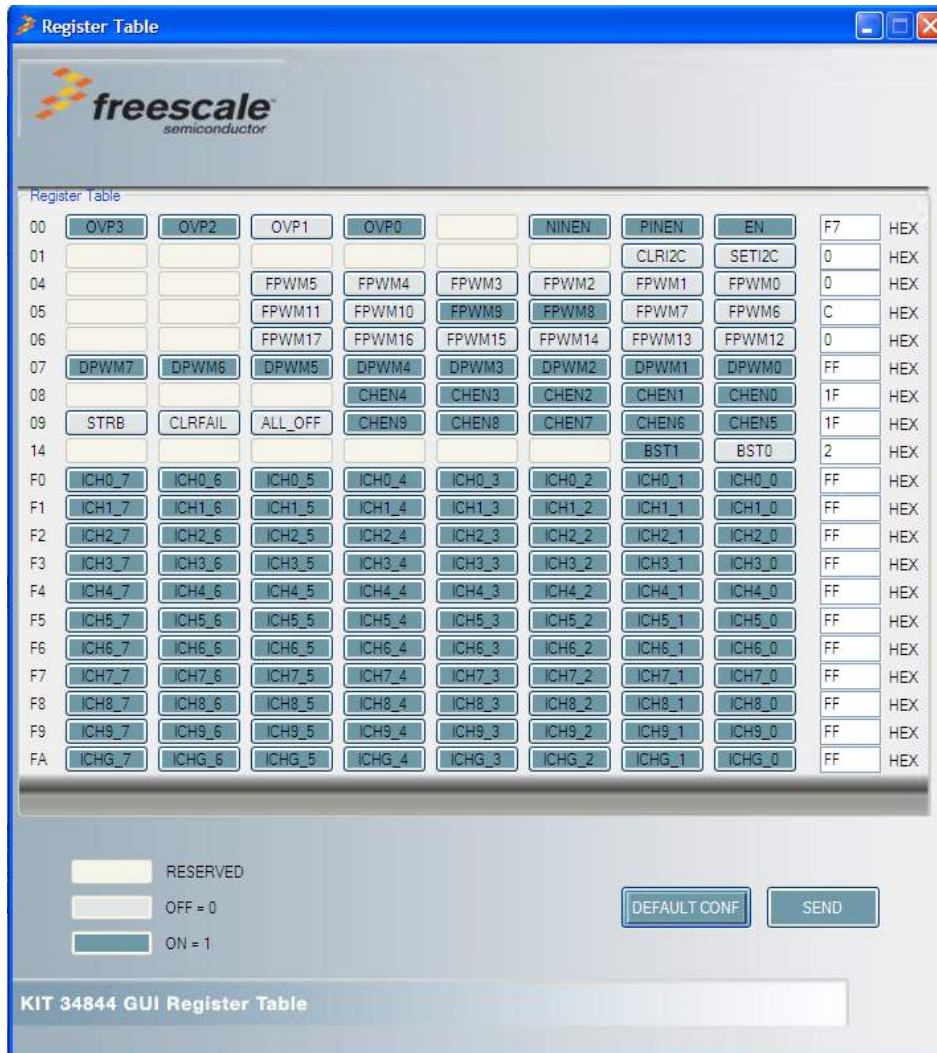 Register Table
freescale
semiconductor
Register Table
00 OVP3 OVP2 OVP1 OVP0 NINEN PINEN EN F7 HEX
01 CLRI2C SETI2C 0 HEX
04 FPWM5 FPWM4 FPWM3 FPWM2 FPWM1 FPWM0 0 HEX
05 FPWM11 FPWM10 FPWM9 FPWM8 FPWM7 FPWM6 C HEX
06 FPWM17 FPWM16 FPWM15 FPWM14 FPWM13 FPWM12 0 HEX
07 DPWM7 DPWM6 DPWM5 DPWM4 DPWM3 DPWM2 DPWM1 DPWM0 FF HEX
08 CHEN4 CHEN3 CHEN2 CHEN1 CHEN0 1F HEX
09 STRB CLRFAIL ALL_OFF CHEN9 CHEN8 CHEN7 CHEN6 CHEN5 1F HEX
14 BST1 BST0 2 HEX
F0 ICH0_7 ICH0_6 ICH0_5 ICH0_4 ICH0_3 ICH0_2 ICH0_1 ICH0_0 FF HEX
F1 ICH1_7 ICH1_6 ICH1_5 ICH1_4 ICH1_3 ICH1_2 ICH1_1 ICH1_0 FF HEX
F2 ICH2_7 ICH2_6 ICH2_5 ICH2_4 ICH2_3 ICH2_2 ICH2_1 ICH2_0 FF HEX
F3 ICH3_7 ICH3_6 ICH3_5 ICH3_4 ICH3_3 ICH3_2 ICH3_1 ICH3_0 FF HEX
F4 ICH4_7 ICH4_6 ICH4_5 ICH4_4 ICH4_3 ICH4_2 ICH4_1 ICH4_0 FF HEX
F5 ICH5_7 ICH5_6 ICH5_5 ICH5_4 ICH5_3 ICH5_2 ICH5_1 ICH5_0 FF HEX
F6 ICH6_7 ICH6_6 ICH6_5 ICH6_4 ICH6_3 ICH6_2 ICH6_1 ICH6_0 FF HEX
F7 ICH7_7 ICH7_6 ICH7_5 ICH7_4 ICH7_3 ICH7_2 ICH7_1 ICH7_0 FF HEX
F8 ICH8_7 ICH8_6 ICH8_5 ICH8_4 ICH8_3 ICH8_2 ICH8_1 ICH8_0 FF HEX
F9 ICH9_7 ICH9_6 ICH9_5 ICH9_4 ICH9_3 ICH9_2 ICH9_1 ICH9_0 FF HEX
FA ICHG_7 ICHG_6 ICHG_5 ICHG_4 ICHG_3 ICHG_2 ICHG_1 ICHG_0 FF HEX
RESERVED
OFF = 0
ON = 1
DEFAULT CONF SEND
KIT 34844 GUI Register Table